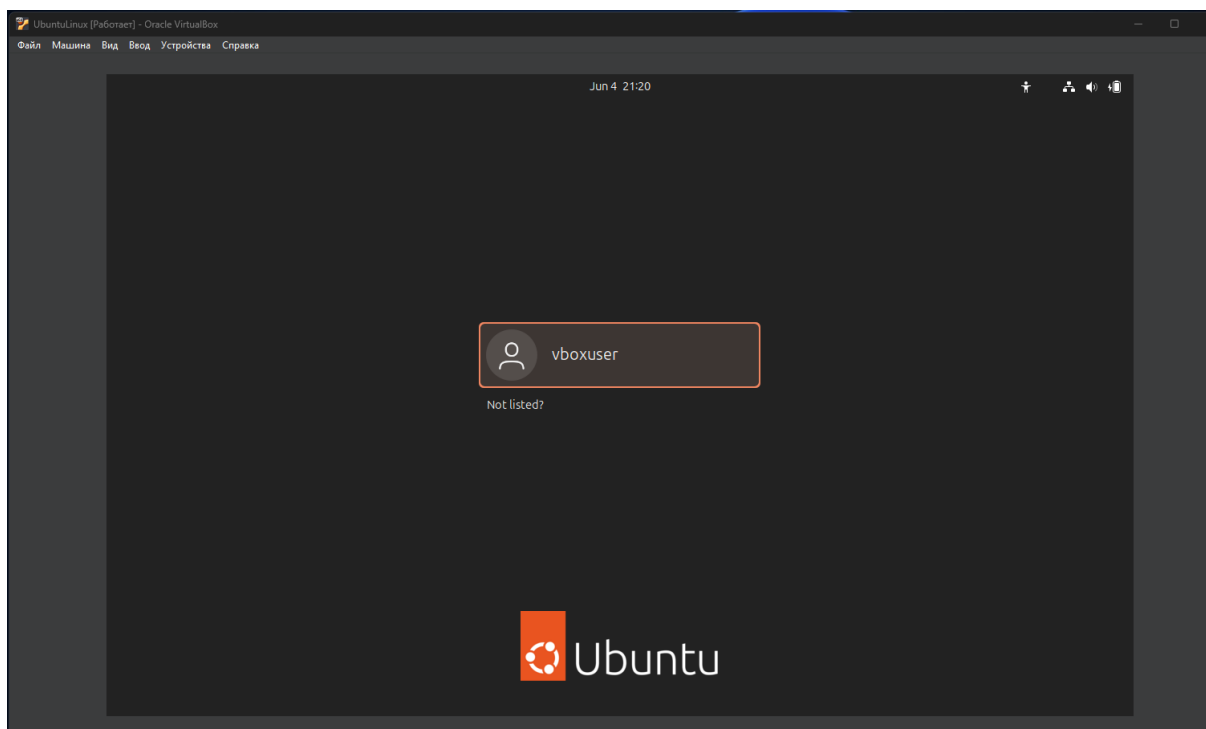 UbuntuLinux [Работает] - Oracle VirtualBox
Файл Машина Вид Ввод Устройства Справка
Jun 4 21:20
vboxuser
Not listed?
Ubuntu